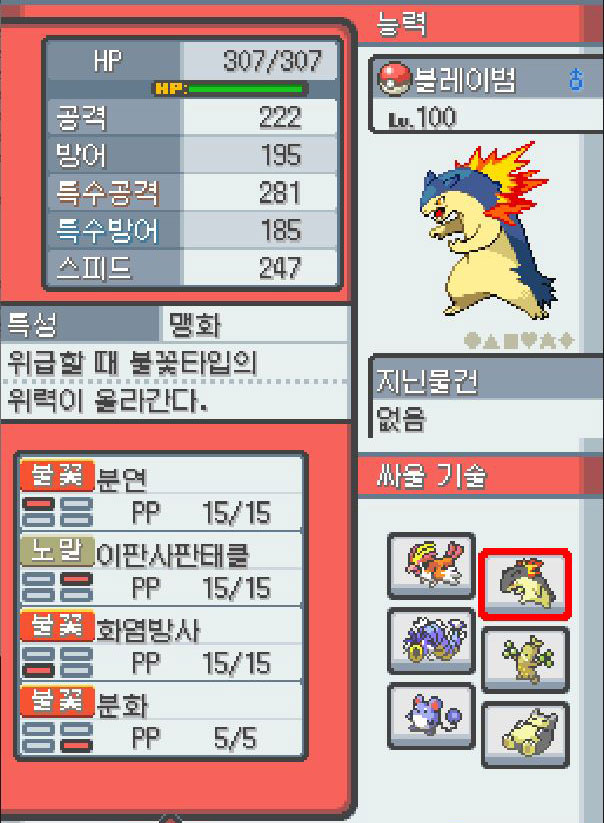 능력
HP 307/307
HP:
공격 222
방어 195
특수공격 281
특수방어 185
스피드 247
블레이범 ♂
Lv.100
특성 맹화
위급할 때 불꽃타입의
위력이 올라간다.
지닌물건
없음
싸울 기술
불꽃 분연
PP 15/15
노말 이판사판태클
PP 15/15
불꽃 화염방사
PP 15/15
불꽃 분화
PP 5/5